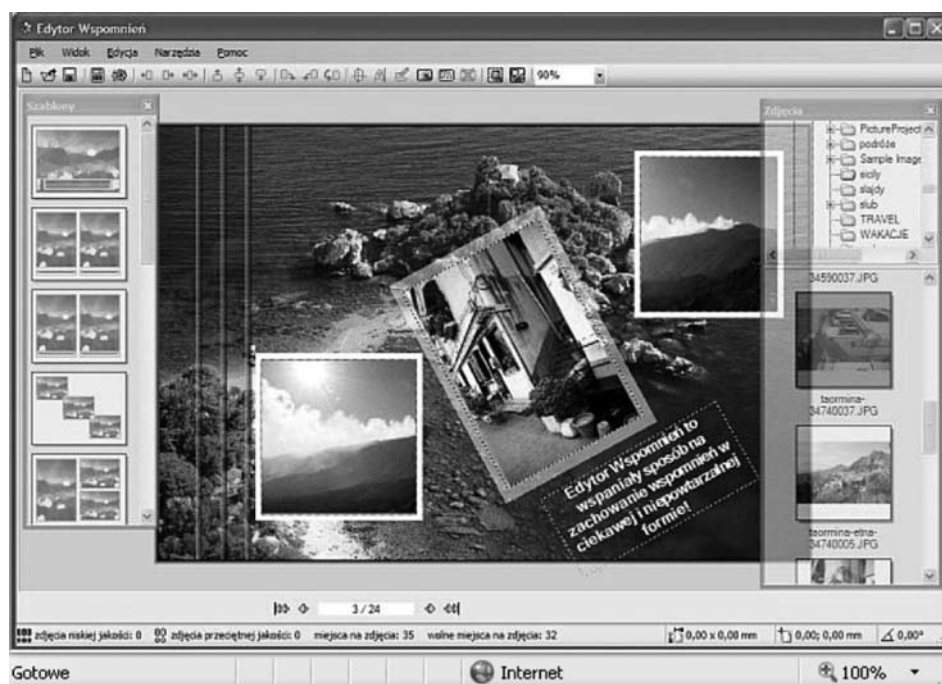 Edytor Wspomnień
Plik Widok Edycja Narzędzia Pomoc
90%
Szablony
Zdjęcia
PictureProject
podróże
Sample Image
sicily
slajdy
slub
TRAVEL
WAKACJE
34590037.JPG
taormina-
34740037.JPG
taormina-etna-
34740005.JPG
Edytor Wspomnień to
wspaniały sposób na
zachowanie wspomnień w
ciekawej i niepowtarzalnej
formie!
3 / 24
zdjęcia niskiej jakości: 0 zdjęcia przeciętnej jakości: 0 miejsca na zdjęcia: 35 wolne miejsca na zdjęcia: 32 0,00 x 0,00 mm 0,00; 0,00 mm 0,00°
Gotowe Internet 100%